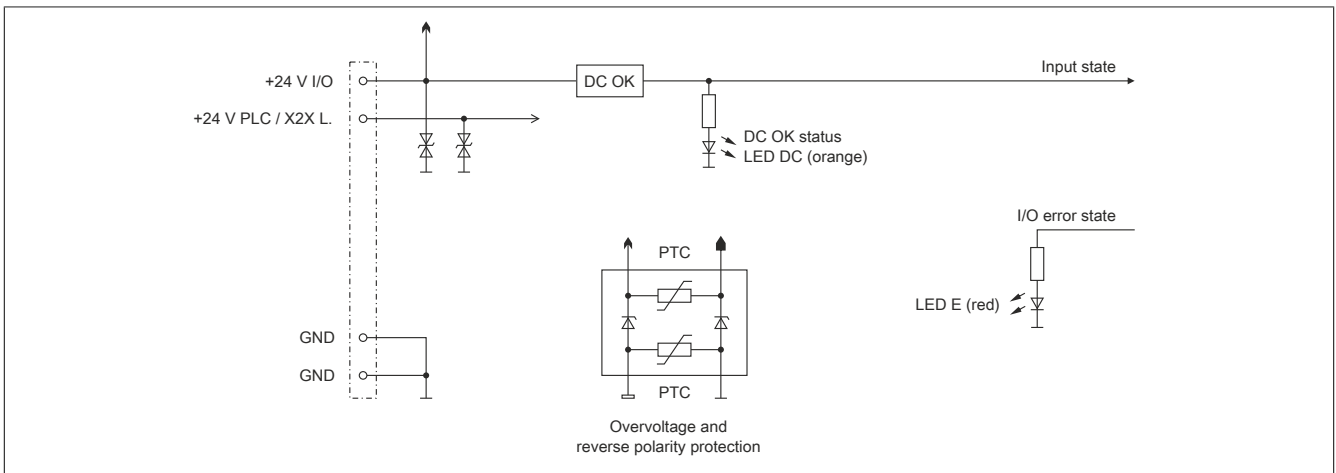 +24 V I/O
DC OK
Input state
+24 V PLC / X2X L.
DC OK status
LED DC (orange)
I/O error state
PTC
LED E (red)
GND
GND
PTC
Overvoltage and
reverse polarity protection